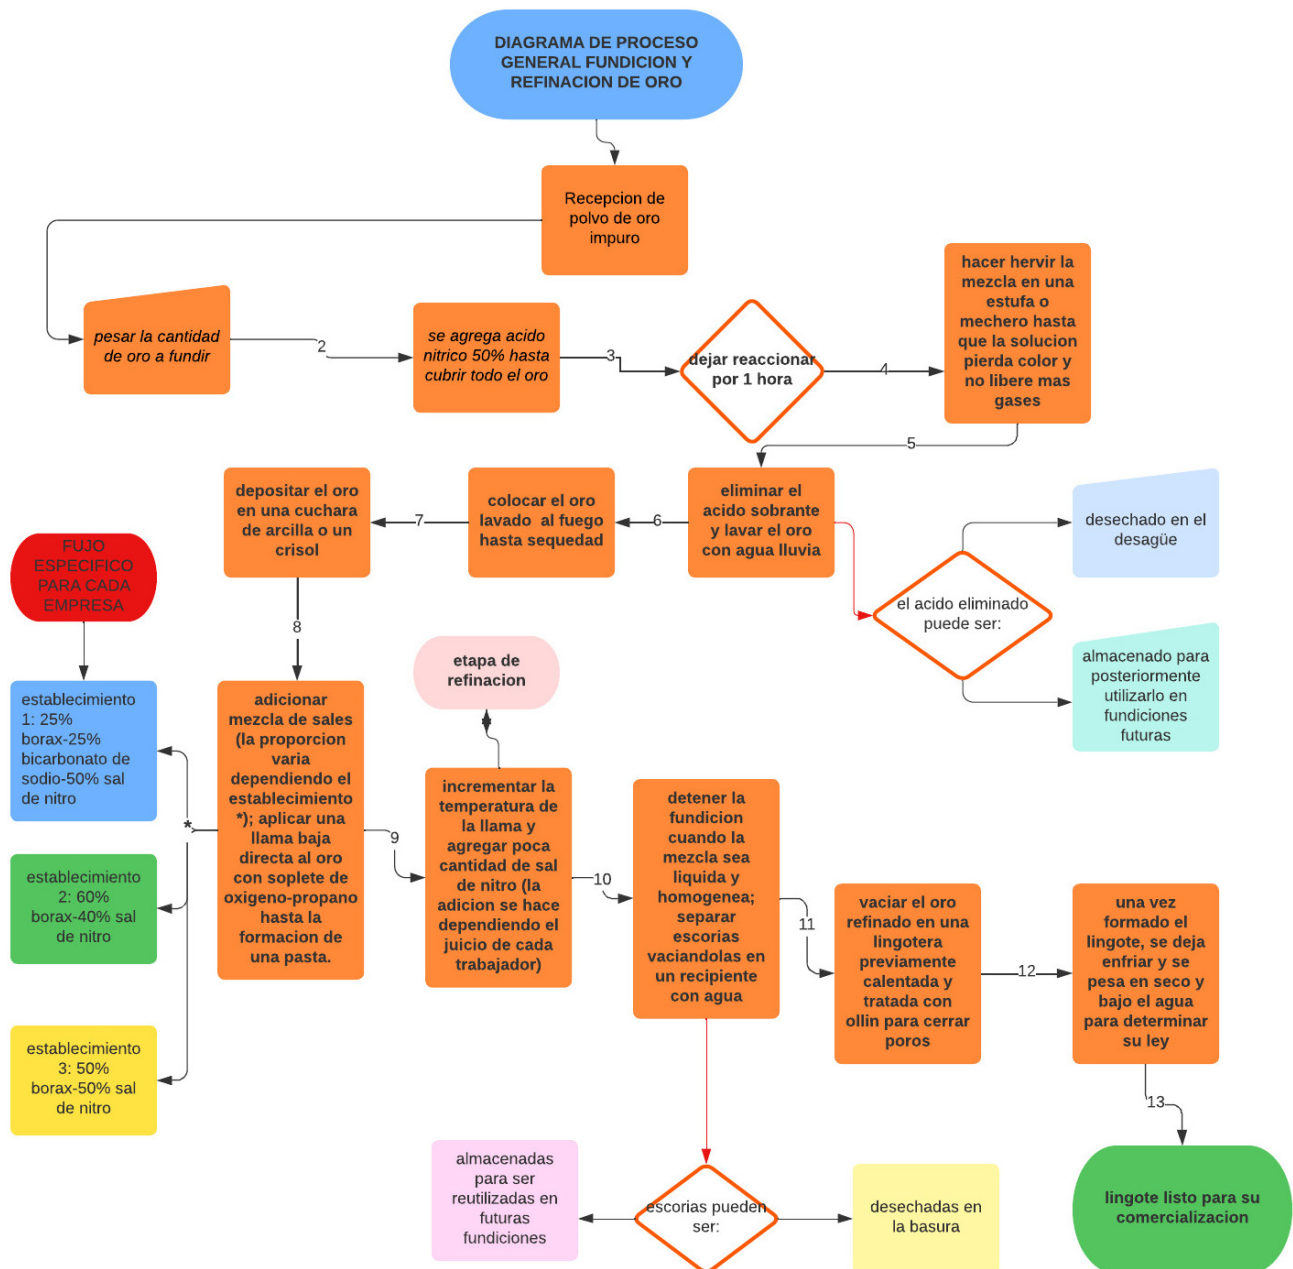 DIAGRAMA DE PROCESO
GENERAL FUNDICION Y
REFINACION DE ORO
Recepcion de
polvo de oro
impuro
pesar la cantidad
de oro a fundir
2
se agrega acido
nitrico 50% hasta
cubrir todo el oro
3
dejar reaccionar
por 1 hora
4
hacer hervir la
mezcla en una
estufa o
mechero hasta
que la solucion
pierda color y
no libere mas
gases
5
eliminar el
acido sobrante
y lavar el oro
con agua lluvia
el acido eliminado
puede ser:
desechado en el
desagüe
almacenado para
posteriormente
utilizarlo en
fundiciones
futuras
6
colocar el oro
lavado al fuego
hasta sequedad
7
depositar el oro
en una cuchara
de arcilla o un
crisol
8
FUJO
ESPECIFICO
PARA CADA
EMPRESA
establecimiento
1: 25%
borax-25%
bicarbonato de
sodio-50% sal
de nitro
establecimiento
2: 60%
borax-40% sal
de nitro
establecimiento
3: 50%
borax-50% sal
de nitro
*
adicionar
mezcla de sales
(la proporcion
varia
dependiendo el
establecimiento
*); aplicar una
llama baja
directa al oro
con soplete de
oxigeno-propano
hasta la
formacion de
una pasta.
9
etapa de
refinacion
*
incrementar la
temperatura de
la llama y
agregar poca
cantidad de sal
de nitro (la
adicion se hace
dependiendo el
juicio de cada
trabajador)
10
detener la
fundicion
cuando la
mezcla sea
liquida y
homogenea;
separar
escorias
vaciandolas en
un recipiente
con agua
11
vaciar el oro
refinado en una
lingotera
previamente
calentada y
tratada con
ollin para cerrar
poros
12
una vez
formado el
lingote, se deja
enfriar y se
pesa en seco y
bajo el agua
para determinar
su ley
13
almacenadas
para ser
reutilizadas en
futuras
fundiciones
escorias pueden
ser:
desechadas en
la basura
lingote listo para su
comercializacion